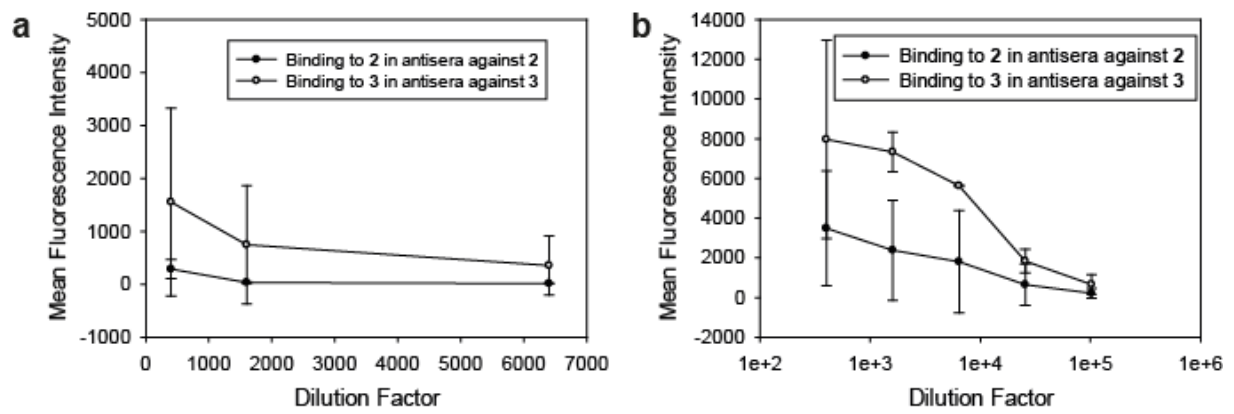 a
5000
4000
3000
2000
1000
0
-1000
Mean Fluorescence Intensity
Binding to 2 in antisera against 2
Binding to 3 in antisera against 3
0 1000 2000 3000 4000 5000 6000 7000
Dilution Factor
b
14000
12000
10000
8000
6000
4000
2000
0
-2000
Mean Fluorescence Intensity
Binding to 2 in antisera against 2
Binding to 3 in antisera against 3
1e+2 1e+3 1e+4 1e+5 1e+6
Dilution Factor